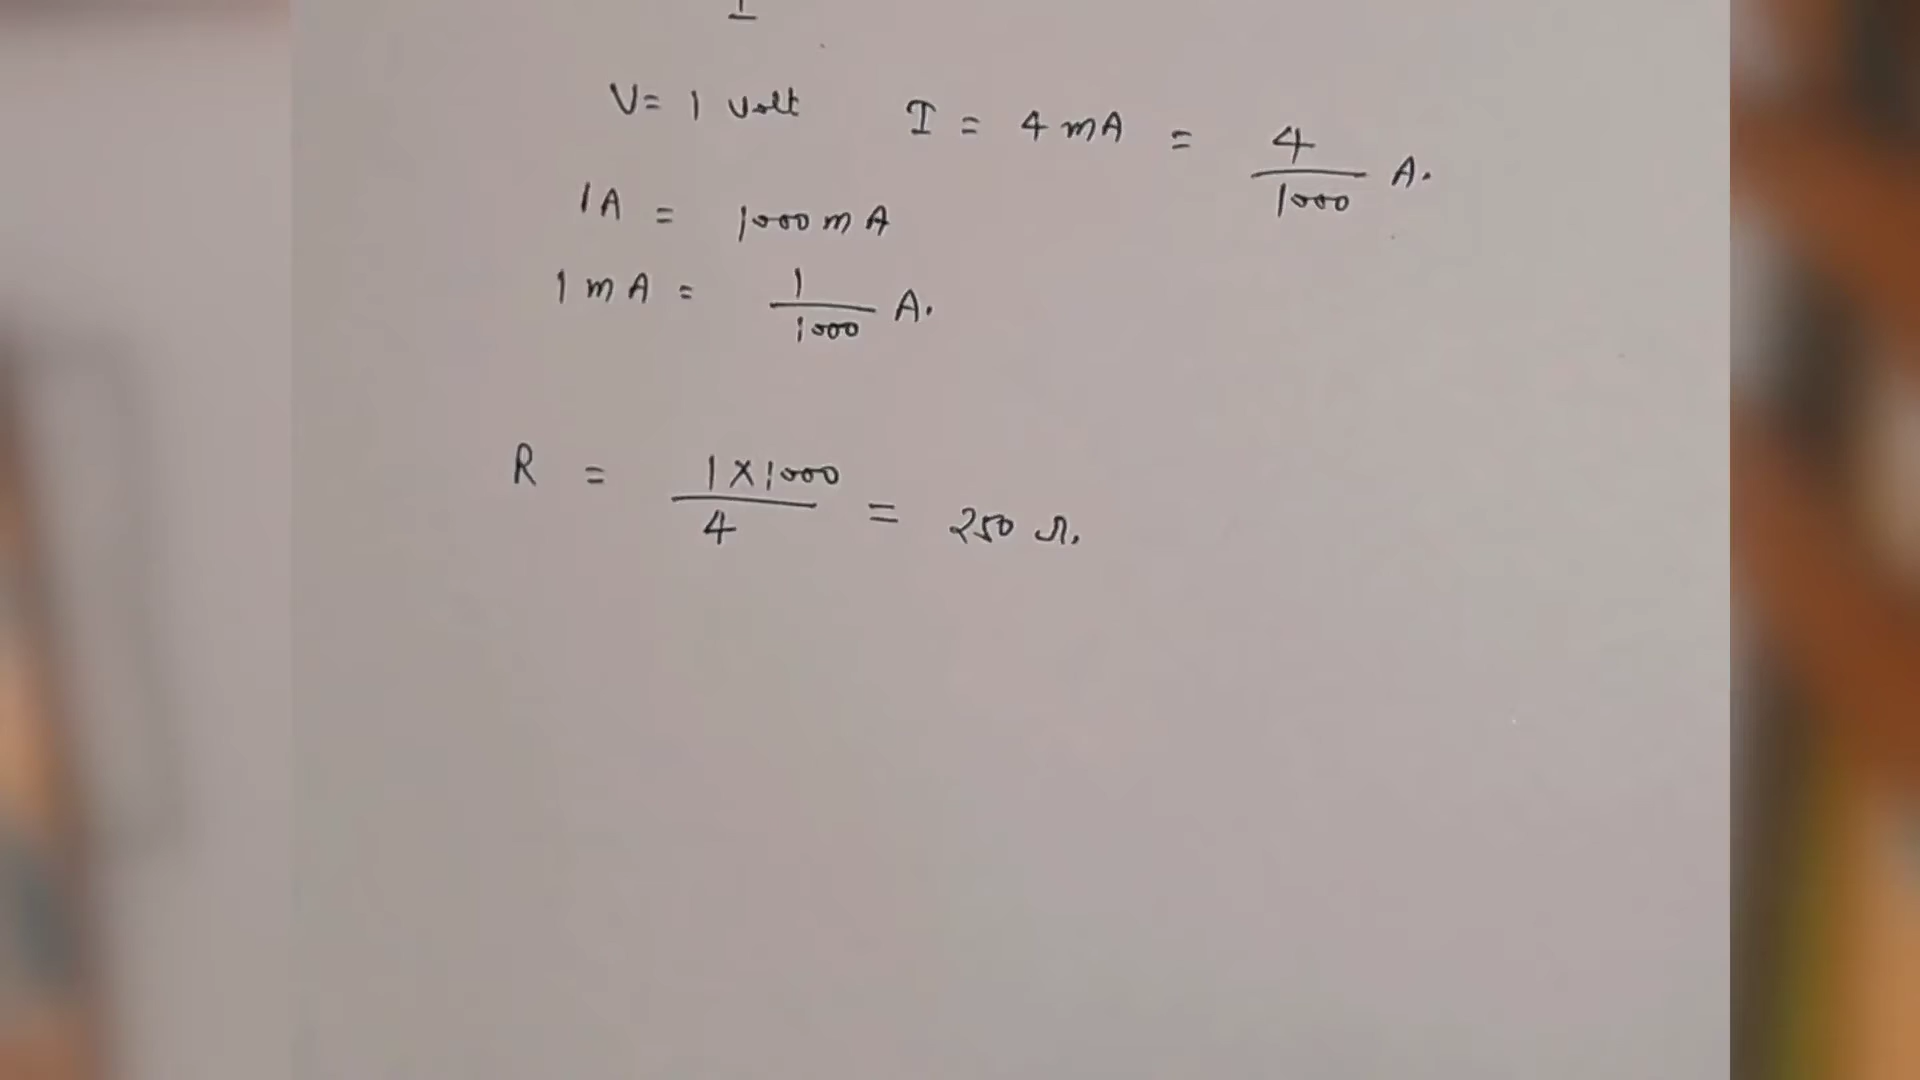 I
V = 1 volt I = 4 mA = 4/1000 A.
1A = 1000 mA
1 mA = 1/1000 A.
R = 1 X 1000/4 = 250 Ω.